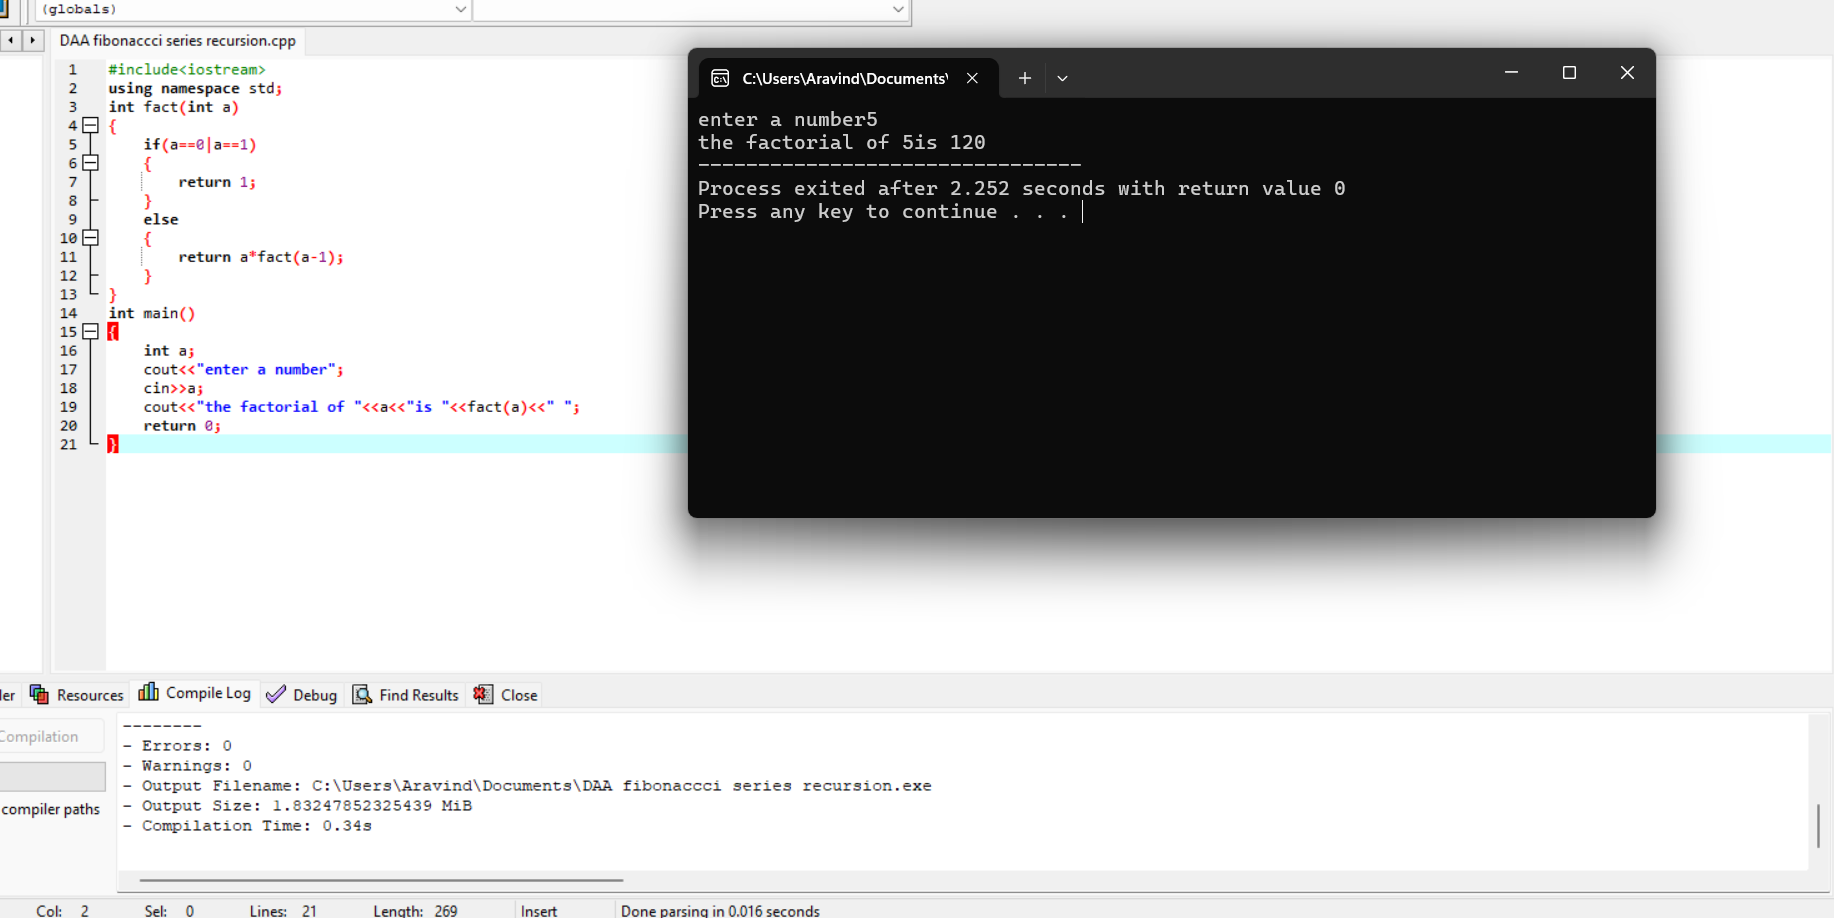 (globals)
DAA fibonaccci series recursion.cpp
1 #include<iostream>
2 using namespace std;
3 int fact(int a)
4 {
5 if(a==0|a==1)
6 {
7 return 1;
8 }
9 else
10 {
11 return a*fact(a-1);
12 }
13 }
14 int main()
15 {
16 int a;
17 cout<<"enter a number";
18 cin>>a;
19 cout<<"the factorial of "<<a<<"is "<<fact(a)<<" ";
20 return 0;
21 }
C:\Users\Aravind\Documents\
enter a number5
the factorial of 5is 120
--------------------------------
Process exited after 2.252 seconds with return value 0
Press any key to continue . . .
ler Resources Compile Log Debug Find Results Close
Compilation
compiler paths
--------
- Errors: 0
- Warnings: 0
- Output Filename: C:\Users\Aravind\Documents\DAA fibonaccci series recursion.exe
- Output Size: 1.83247852325439 MiB
- Compilation Time: 0.34s
Col: 2 Sel: 0 Lines: 21 Length: 269 Insert Done parsing in 0.016 seconds